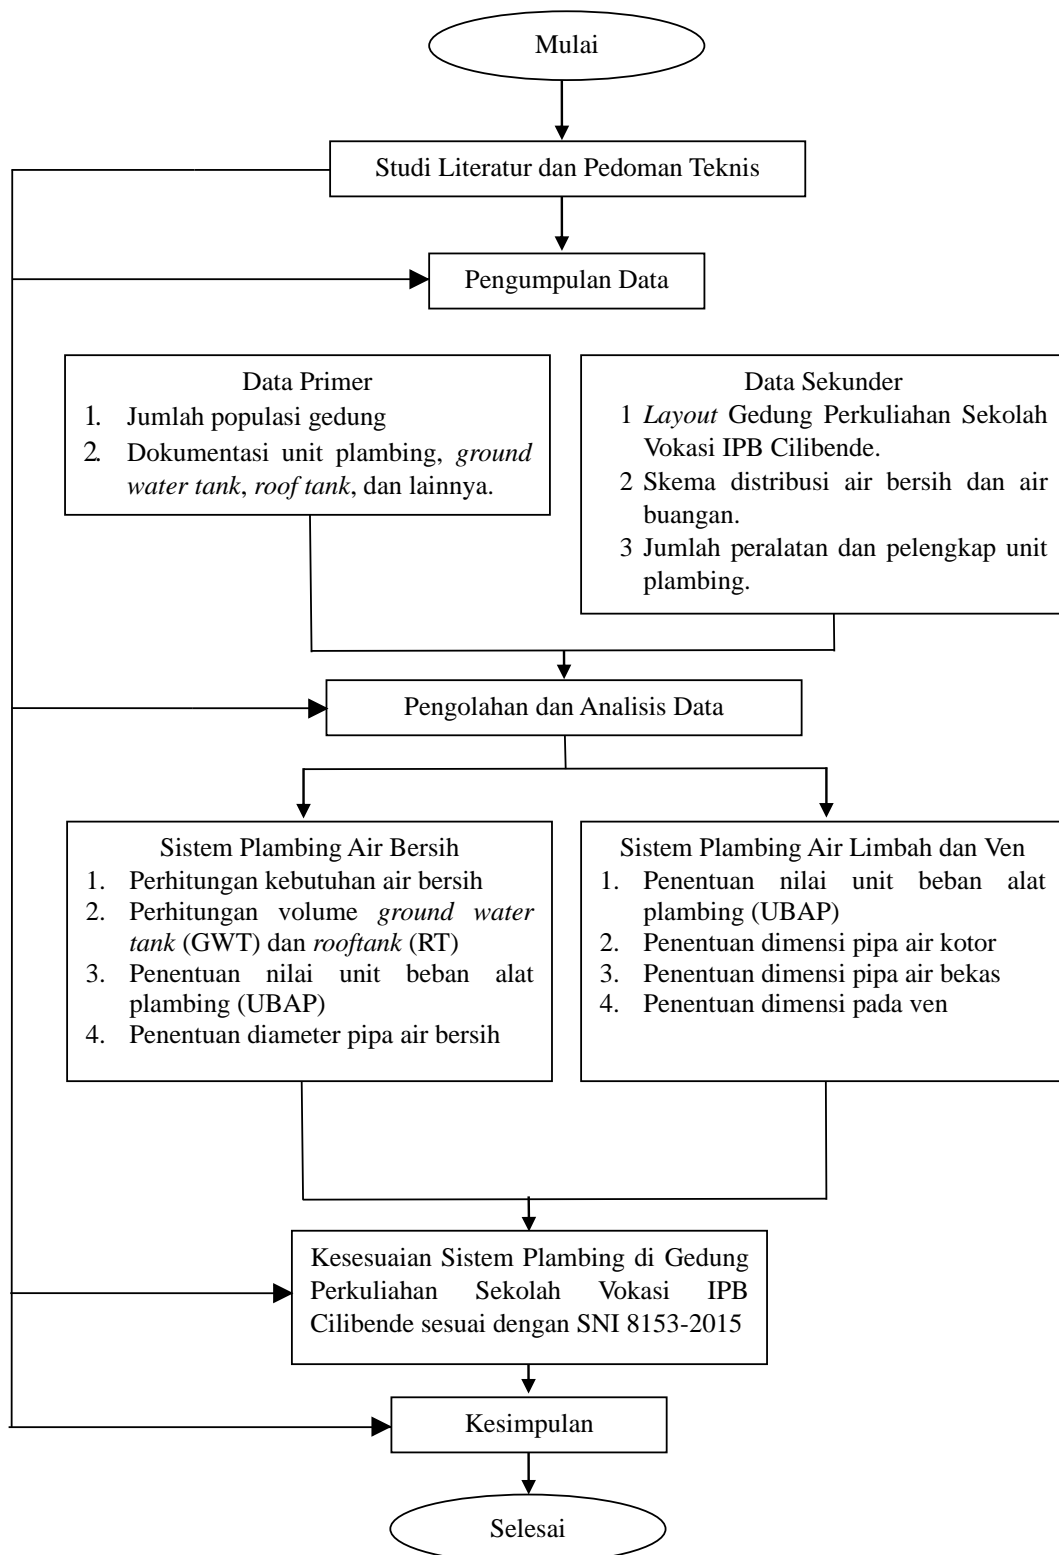 Mulai
Studi Literatur dan Pedoman Teknis
Pengumpulan Data
Data Primer
1. Jumlah populasi gedung
2. Dokumentasi unit plambing, ground
water tank, roof tank, dan lainnya.
Data Sekunder
1 Layout Gedung Perkuliahan Sekolah
Vokasi IPB Cilibende.
2 Skema distribusi air bersih dan air
buangan.
3 Jumlah peralatan dan pelengkap unit
plambing.
Pengolahan dan Analisis Data
Sistem Plambing Air Bersih
1. Perhitungan kebutuhan air bersih
2. Perhitungan volume ground water
tank (GWT) dan rooftank (RT)
3. Penentuan nilai unit beban alat
plambing (UBAP)
4. Penentuan diameter pipa air bersih
Sistem Plambing Air Limbah dan Ven
1. Penentuan nilai unit beban alat
plambing (UBAP)
2. Penentuan dimensi pipa air kotor
3. Penentuan dimensi pipa air bekas
4. Penentuan dimensi pada ven
Kesesuaian Sistem Plambing di Gedung
Perkuliahan Sekolah Vokasi IPB
Cilibende sesuai dengan SNI 8153-2015
Kesimpulan
Selesai